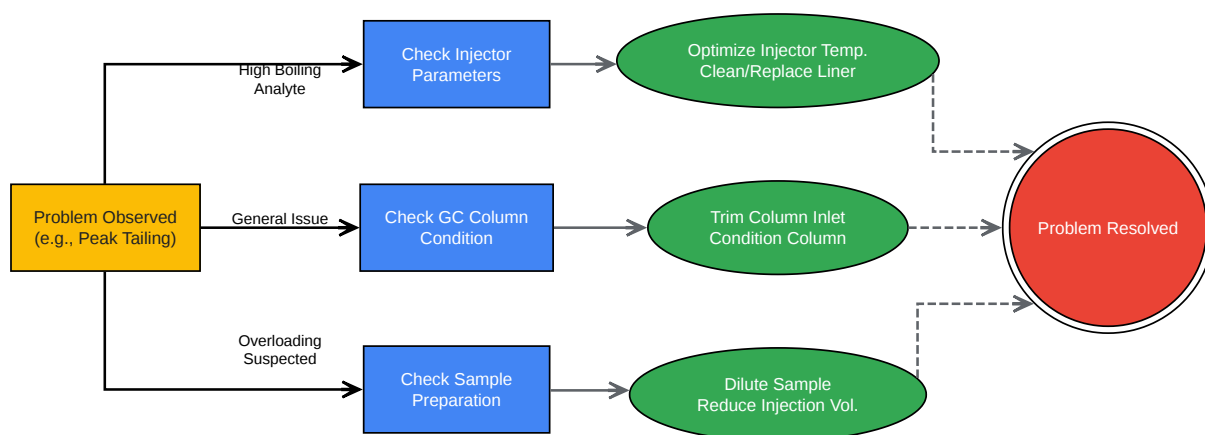 High Boiling
Analyte
Check Injector
Parameters
Optimize Injector Temp.
Clean/Replace Liner
Problem Observed
(e.g., Peak Tailing)
General Issue
Check GC Column
Condition
Trim Column Inlet
Condition Column
Problem Resolved
Overloading
Suspected
Check Sample
Preparation
Dilute Sample
Reduce Injection Vol.